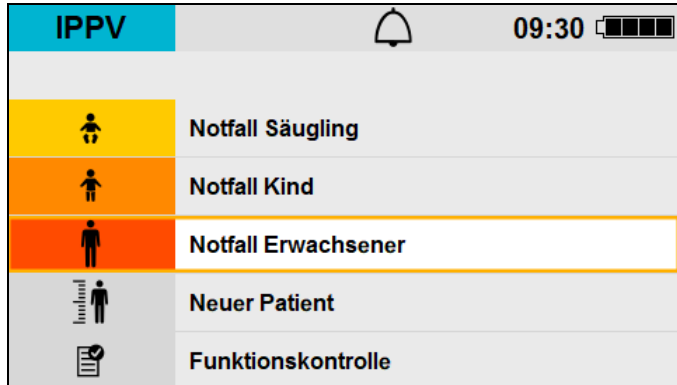 IPPV 09:30
Notfall Säugling
Notfall Kind
Notfall Erwachsener
Neuer Patient
Funktionskontrolle